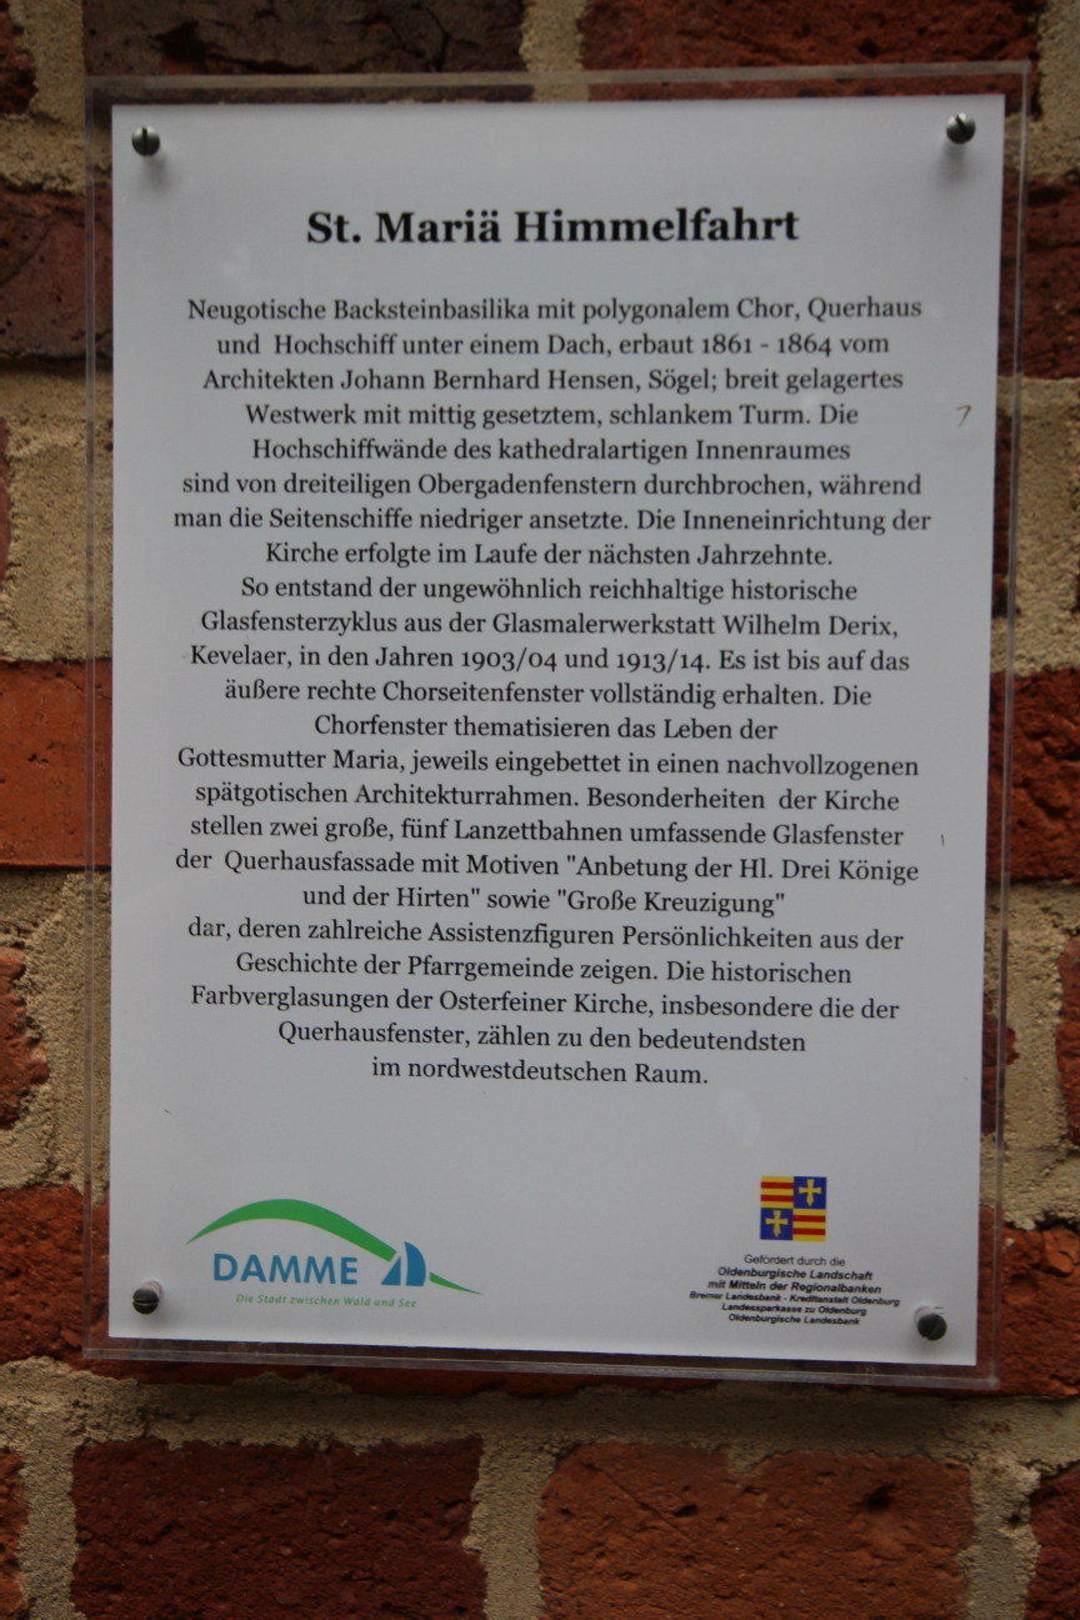 St. Mariä Himmelfahrt
Neugotische Backsteinbasilika mit polygonalem Chor, Querhaus
und Hochschiff unter einem Dach, erbaut 1861 - 1864 vom
Architekten Johann Bernhard Hensen, Sögel; breit gelagertes
Westwerk mit mittig gesetztem, schlankem Turm. Die
Hochschiffwände des kathedralartigen Innenraumes
sind von dreiteiligen Obergadenfenstern durchbrochen, während
man die Seitenschiffe niedriger ansetzte. Die Inneneinrichtung der
Kirche erfolgte im Laufe der nächsten Jahrzehnte.
So entstand der ungewöhnlich reichhaltige historische
Glasfensterzyklus aus der Glasmalerwerkstatt Wilhelm Derix,
Kevelaer, in den Jahren 1903/04 und 1913/14. Es ist bis auf das
äußere rechte Chorseitenfenster vollständig erhalten. Die
Chorfenster thematisieren das Leben der
Gottesmutter Maria, jeweils eingebettet in einen nachvollzogenen
spätgotischen Architekturrahmen. Besonderheiten der Kirche
stellen zwei große, fünf Lanzettbahnen umfassende Glasfenster
der Querhausfassade mit Motiven "Anbetung der Hl. Drei Könige
und der Hirten" sowie "Große Kreuzigung"
dar, deren zahlreiche Assistenzfiguren Persönlichkeiten aus der
Geschichte der Pfarrgemeinde zeigen. Die historischen
Farbverglasungen der Osterfeiner Kirche, insbesondere die der
Querhausfenster, zählen zu den bedeutendsten
im nordwestdeutschen Raum.
DAMME
Die Stadt zwischen Wald und See
Gefördert durch die
Oldenburgische Landschaft
mit Mitteln der Regionalbanken
Bremer Landesbank - Kreditanstalt Oldenburg
Landessparkasse zu Oldenburg
Oldenburgische Landesbank